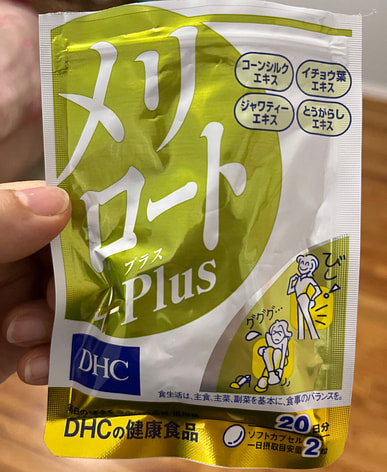 コーンシルク
エキス
イチョウ葉
エキス
ジャワティー
エキス
とうがらし
エキス
メリ
ロート
プラス
-Plus
びしっ
グググ…
DHC
食生活は、主食、主菜、副菜を基本に、食事のバランスを。
DHCの健康食品
20日分
ソフトカプセル
一日摂取目安量2粒